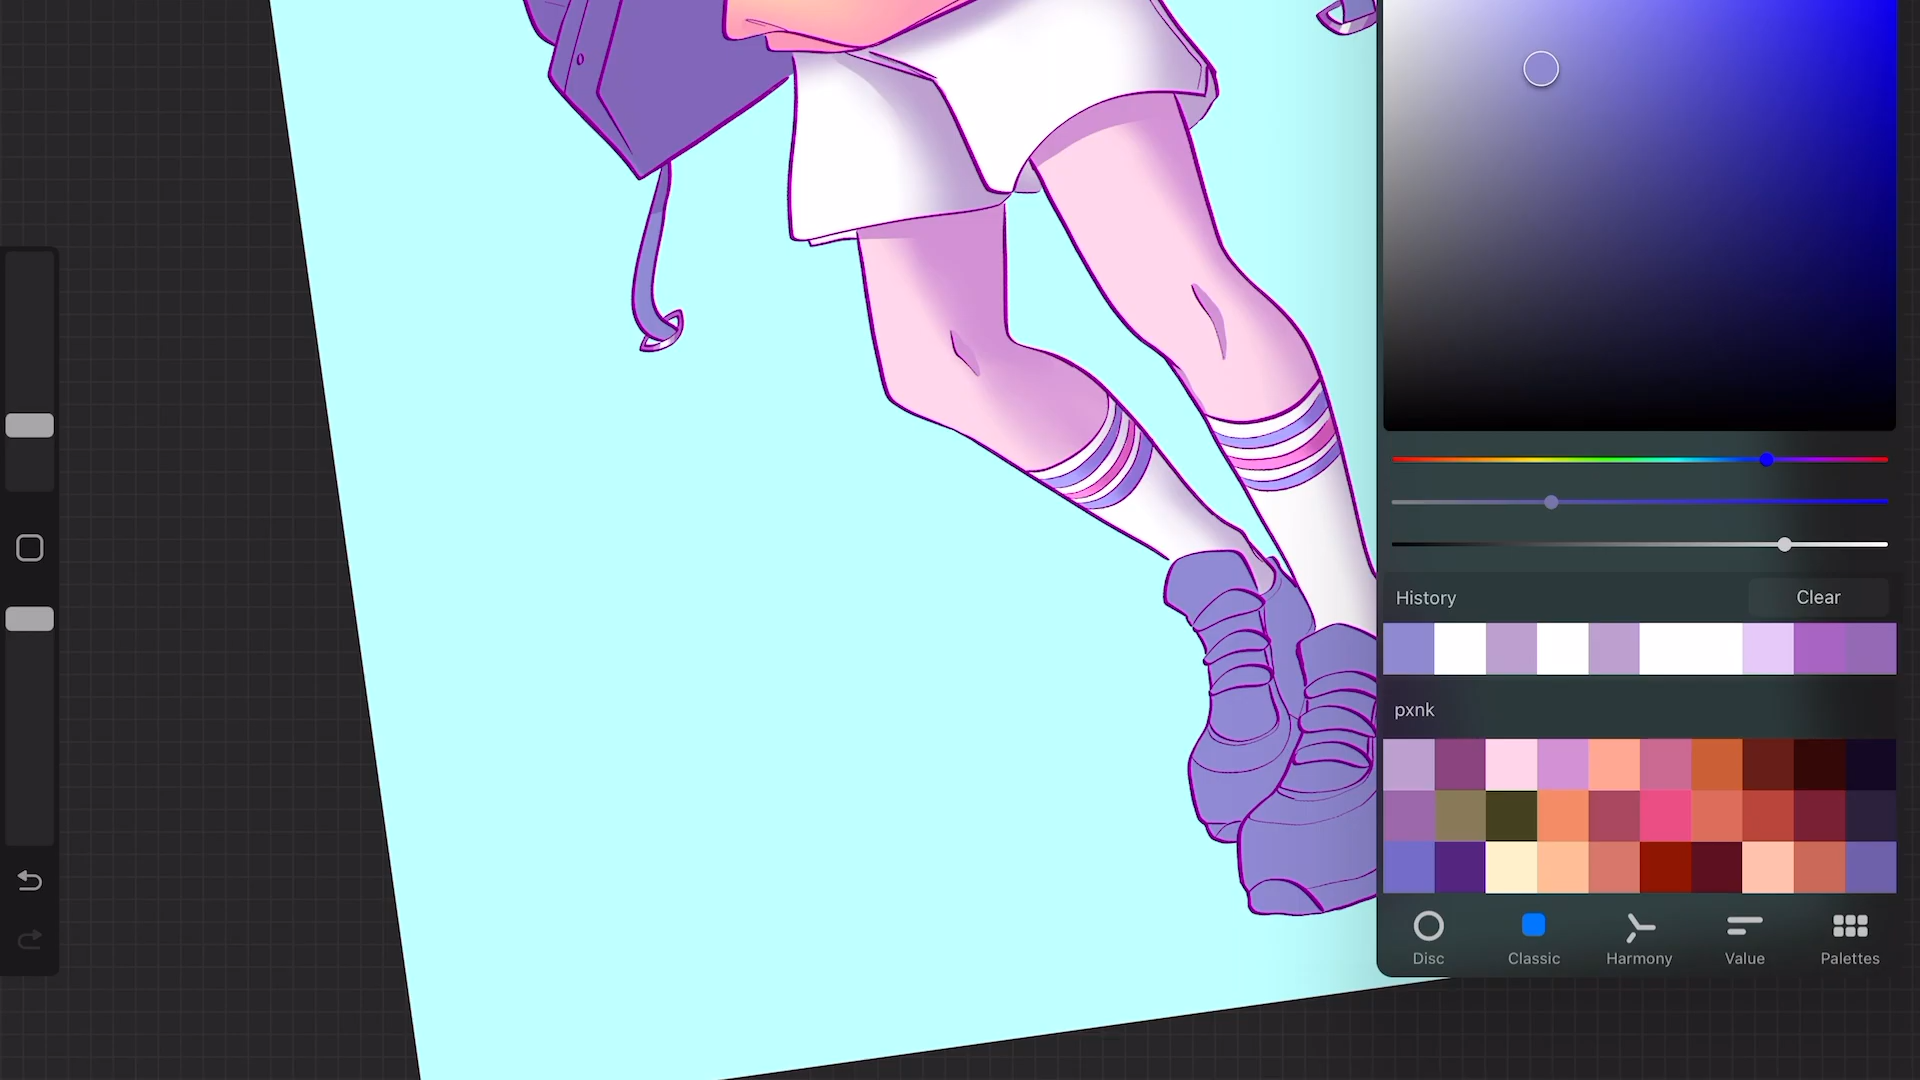 History
Clear
pxnk
Disc
Classic
Harmony
Value
Palettes